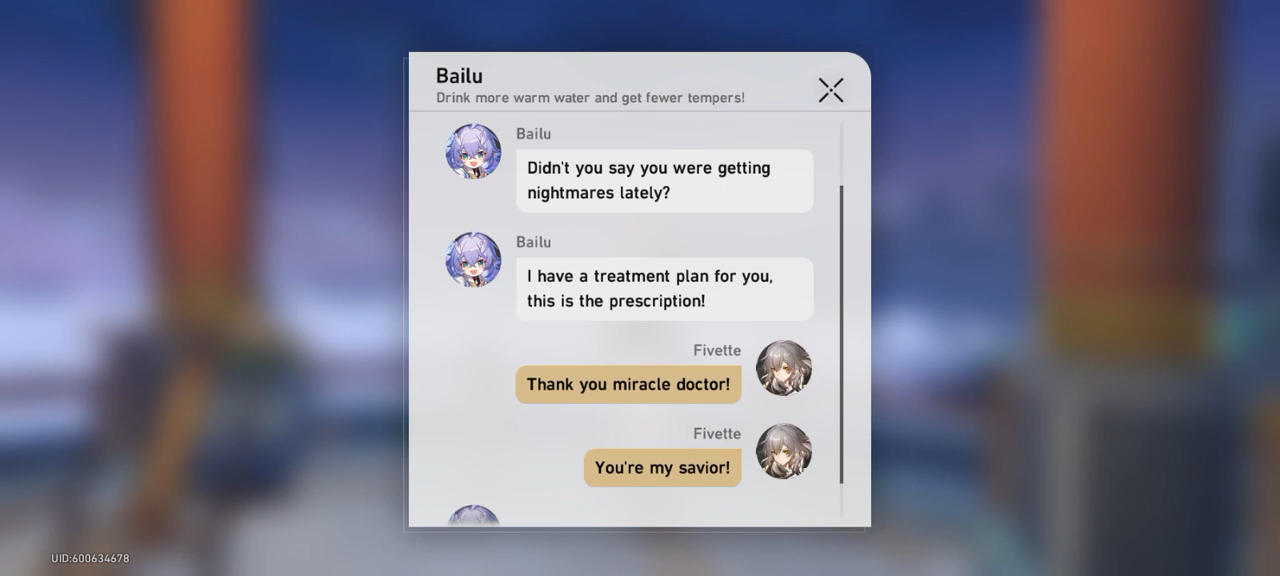 Bailu
Drink more warm water and get fewer tempers!
Bailu
Didn't you say you were getting
nightmares lately?
Bailu
I have a treatment plan for you,
this is the prescription!
Fivette
Thank you miracle doctor!
Fivette
You're my savior!
UID:600634678